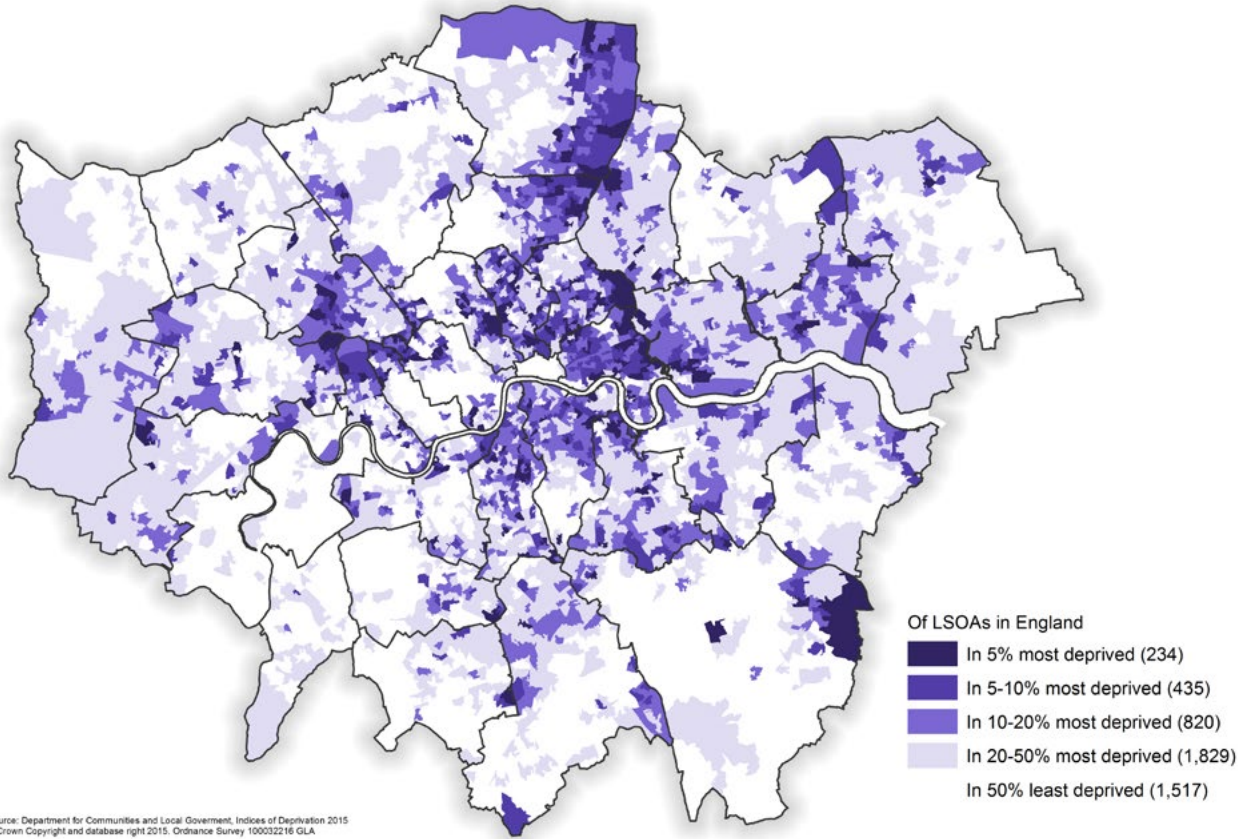 Of LSOAs in England
In 5% most deprived (234)
In 5-10% most deprived (435)
In 10-20% most deprived (820)
In 20-50% most deprived (1,829)
In 50% least deprived (1,517)
urce: Department for Communities and Local Goverment, Indices of Deprivation 2015
Crown Copyright and database right 2015. Ordnance Survey 100032216 GLA